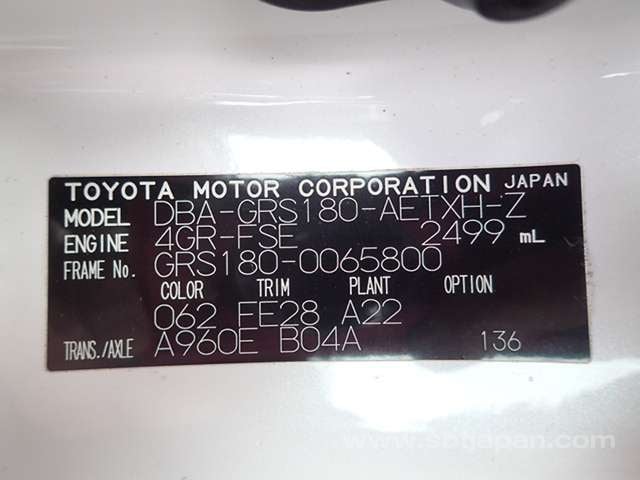 TOYOTA MOTOR CORPORATION JAPAN
MODEL DBA-GRS180-AETXH-Z
ENGINE 4GR-FSE 2499 mL
FRAME No. GRS180-0065800
COLOR TRIM PLANT OPTION
062 FE28 A22
TRANS./AXLE A960E B04A 136
www.sbtjapan.com